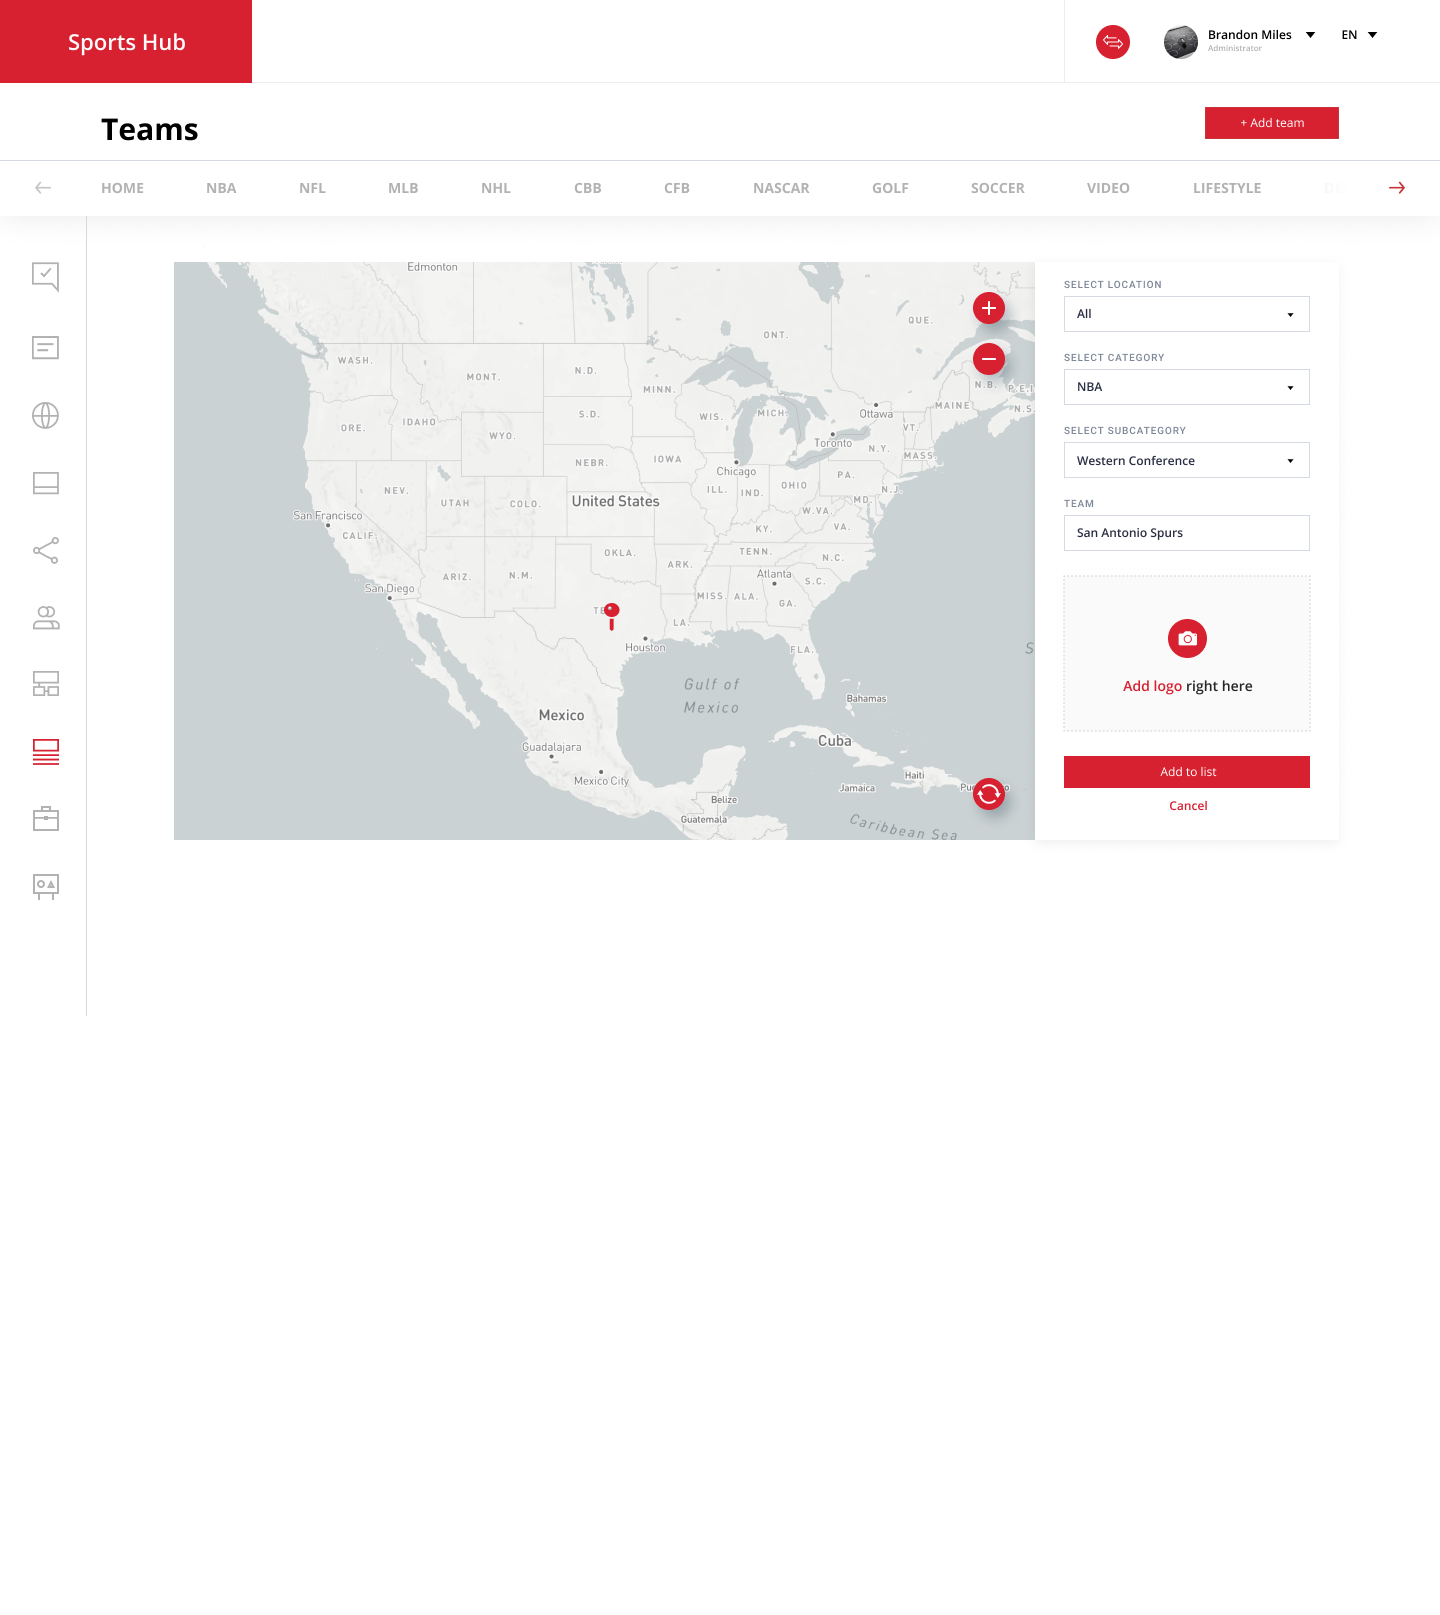 Sports Hub
Brandon Miles
Administrator
EN
Teams
+ Add team
HOME
NBA
NFL
MLB
NHL
CBB
CFB
NASCAR
GOLF
SOCCER
VIDEO
LIFESTYLE
Edmonton
ONT.
QUE.
WASH.
MONT.
N.D.
MINN.
N.B.
P.E.I.
MAINE
N.S.
ORE.
IDAHO
WYO.
S.D.
WIS.
MICH.
Ottawa
Toronto
VT.
N.Y.
MASS.
NEBR.
IOWA
Chicago
PA.
NEV.
UTAH
COLO.
United States
ILL.
IND.
OHIO
N.J.
MD.
San Francisco
CALIF.
W.VA.
KY.
VA.
OKLA.
TENN.
N.C.
ARIZ.
N.M.
ARK.
Atlanta
S.C.
San Diego
MISS.
ALA.
GA.
LA.
Houston
FLA.
Gulf of
Mexico
Bahamas
Mexico
Guadalajara
Cuba
Mexico City
Haiti
Jamaica
Belize
Guatemala
Caribbean Sea
SELECT LOCATION
All
SELECT CATEGORY
NBA
SELECT SUBCATEGORY
Western Conference
TEAM
San Antonio Spurs
Add logo right here
Add to list
Cancel